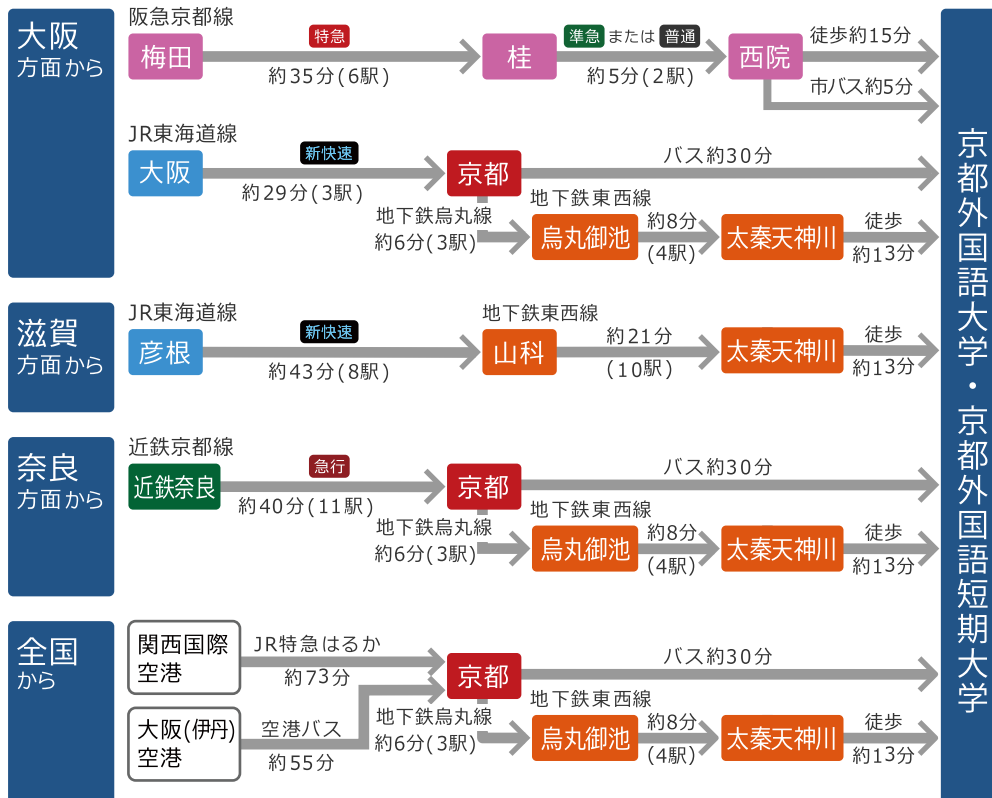 大阪
方面から
阪急京都線
梅田
特急
約35分(6駅)
桂
準急 または 普通
約5分(2駅)
西院
徒歩約15分
市バス約5分
JR東海道線
大阪
新快速
約29分(3駅)
京都
バス約30分
地下鉄烏丸線
約6分(3駅)
地下鉄東西線
烏丸御池
約8分
(4駅)
太秦天神川
徒歩
約13分
滋賀
方面から
JR東海道線
彦根
新快速
約43分(8駅)
地下鉄東西線
山科
約21分
(10駅)
太秦天神川
徒歩
約13分
奈良
方面から
近鉄京都線
近鉄奈良
急行
約40分(11駅)
京都
バス約30分
地下鉄烏丸線
約6分(3駅)
地下鉄東西線
烏丸御池
約8分
(4駅)
太秦天神川
徒歩
約13分
全国
から
関西国際
空港
JR特急はるか
約73分
大阪(伊丹)
空港
空港バス
約55分
京都
バス約30分
地下鉄烏丸線
約6分(3駅)
地下鉄東西線
烏丸御池
約8分
(4駅)
太秦天神川
徒歩
約13分
京都外国語大学・京都外国語短期大学